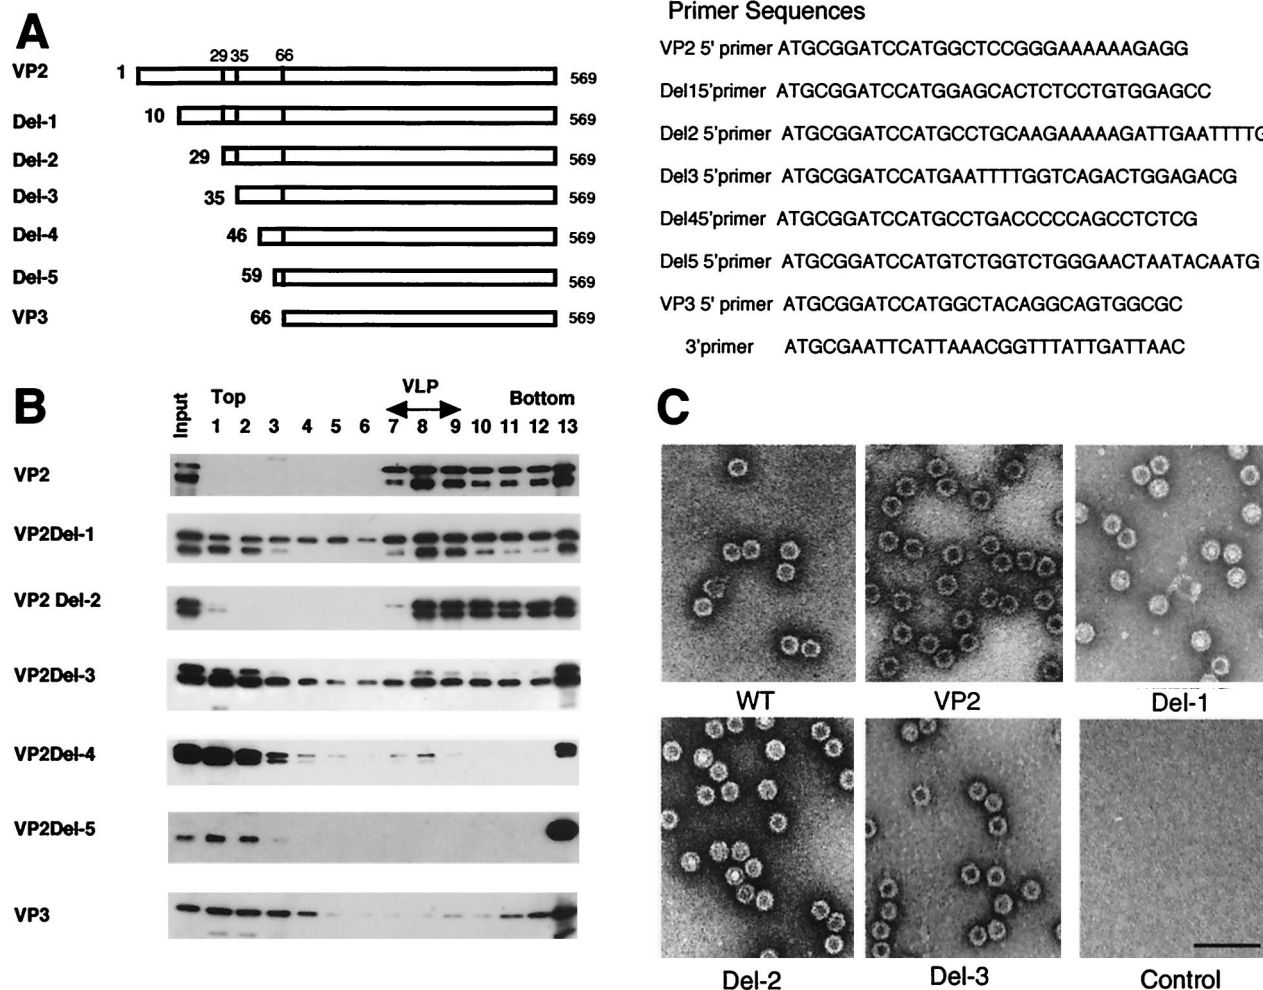 A
29 35 66
VP2 1 569
Del-1 10 569
Del-2 29 569
Del-3 35 569
Del-4 46 569
Del-5 59 569
VP3 66 569
Primer Sequences
VP2 5' primer ATGCGGATCCATGGCTCCGGGAAAAAAGAGG
Del15'primer ATGCGGATCCATGGAGCACTCTCCTGTGGAGCC
Del2 5'primer ATGCGGATCCATGCCTGCAAGAAAAAGATTGAATTTTG
Del3 5'primer ATGCGGATCCATGAATTTTGGTCAGACTGGAGACG
Del45'primer ATGCGGATCCATGCCTGACCCCCAGCCTCTCG
Del5 5'primer ATGCGGATCCATGTCTGGTCTGGGAACTAATACAATG
VP3 5' primer ATGCGGATCCATGGCTACAGGCAGTGGCGC
3'primer ATGCGAATTCATTAAACGGTTTATTGATTAAC
B
Input Top VLP Bottom
1 2 3 4 5 6 7 8 9 10 11 12 13
VP2
VP2Del-1
VP2 Del-2
VP2Del-3
VP2Del-4
VP2Del-5
VP3
C
WT VP2 Del-1
Del-2 Del-3 Control